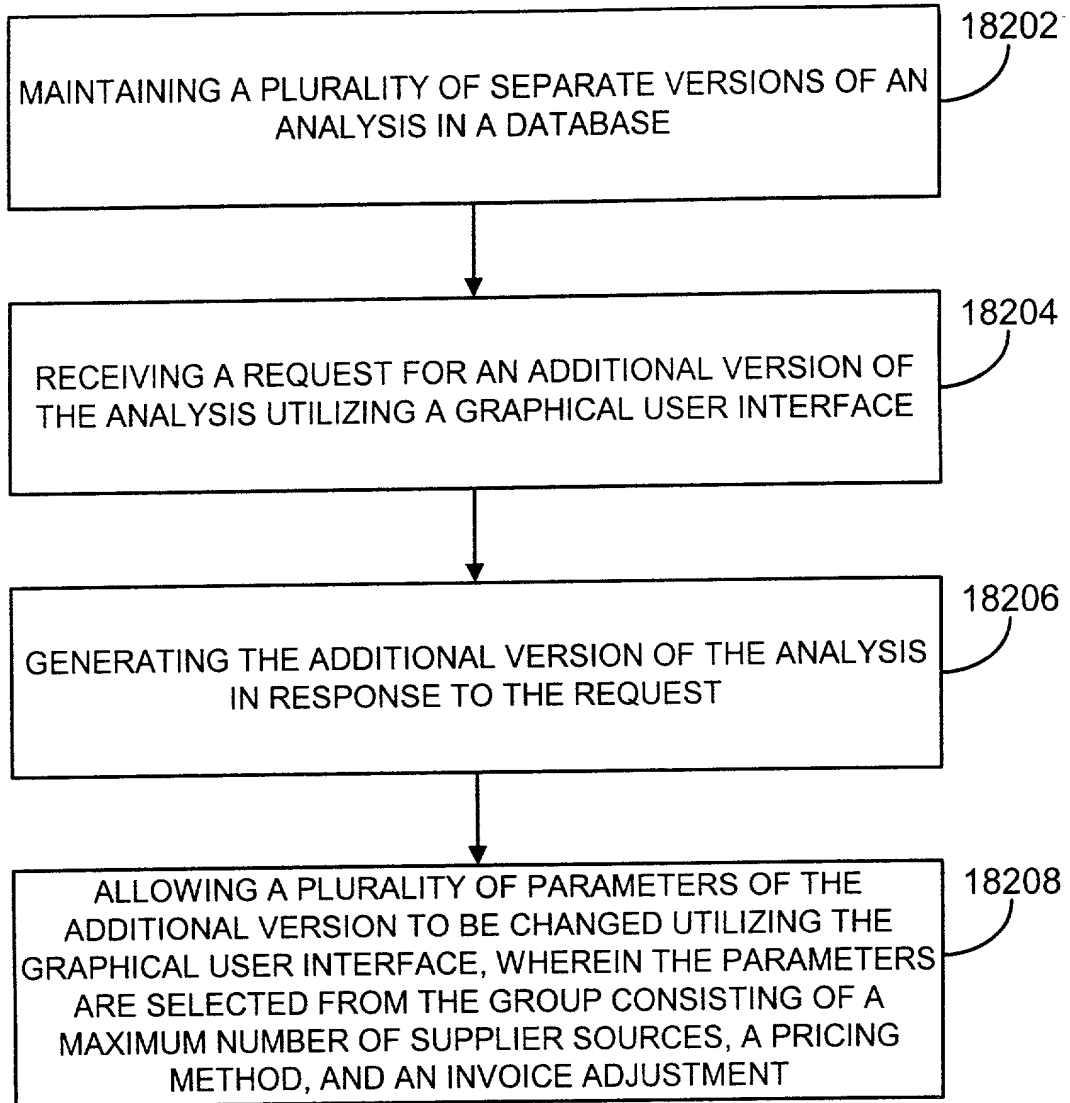 18202
MAINTAINING A PLURALITY OF SEPARATE VERSIONS OF AN
ANALYSIS IN A DATABASE
18204
RECEIVING A REQUEST FOR AN ADDITIONAL VERSION OF
THE ANALYSIS UTILIZING A GRAPHICAL USER INTERFACE
18206
GENERATING THE ADDITIONAL VERSION OF THE ANALYSIS
IN RESPONSE TO THE REQUEST
18208
ALLOWING A PLURALITY OF PARAMETERS OF THE
ADDITIONAL VERSION TO BE CHANGED UTILIZING THE
GRAPHICAL USER INTERFACE, WHEREIN THE PARAMETERS
ARE SELECTED FROM THE GROUP CONSISTING OF A
MAXIMUM NUMBER OF SUPPLIER SOURCES, A PRICING
METHOD, AND AN INVOICE ADJUSTMENT